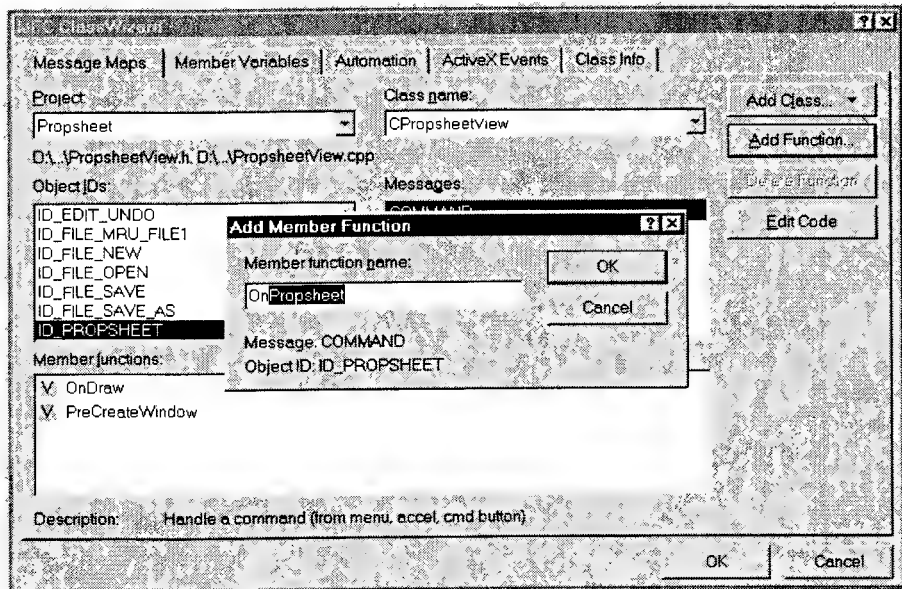 MFC ClassWizard
Message Maps Member Variables Automation ActiveX Events Class Info
Project Class name: Add Class...
Propsheet CPropsheetView
Add Function...
D:\..\PropsheetView.h, D:\..\PropsheetView.cpp
Object IDs: Messages: Delete Function
ID_EDIT_UNDO COMMAND
ID_FILE_MRU_FILE1 Edit Code
ID_FILE_NEW
ID_FILE_OPEN
ID_FILE_SAVE
ID_FILE_SAVE_AS
ID_PROPSHEET
Add Member Function
Member function name: OK
OnPropsheet
Cancel
Message: COMMAND
Object ID: ID_PROPSHEET
Member functions:
V OnDraw
V PreCreateWindow
Description: Handle a command (from menu, accel, cmd button)
OK Cancel